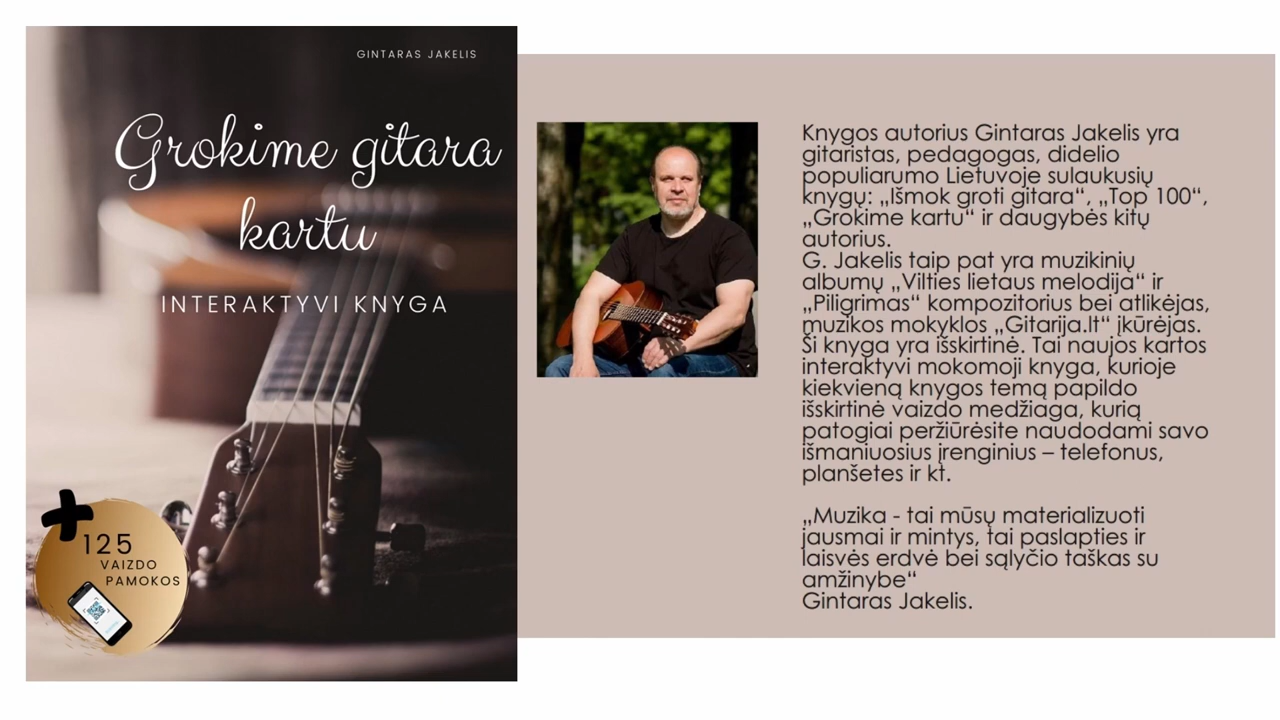 GINTARAS JAKELIS
Grokime gitara
kartu
INTERAKTYVI KNYGA
125
VAIZDO
PAMOKOS
Knygos autorius Gintaras Jakelis yra
gitaristas, pedagogas, didelio
populiarumo Lietuvoje sulaukusių
knygų: „Išmok groti gitara“, „Top 100“,
„Grokime kartu“ ir daugybės kitų
autorius.
G. Jakelis taip pat yra muzikinių
albumų „Vilties lietaus melodija“ ir
„Piligrimas“ kompozitorius bei atlikėjas,
muzikos mokyklos „Gitarija.lt“ įkūrėjas.
Ši knyga yra išskirtinė. Tai naujos kartos
interaktyvi mokomoji knyga, kurioje
kiekvieną knygos temą papildo
išskirtinė vaizdo medžiaga, kurią
patogiai peržiūrėsite naudodami savo
išmaniuosius įrenginius – telefonus,
planšetes ir kt.
„Muzika - tai mūsų materializuoti
jausmai ir mintys, tai paslapties ir
laisvės erdvė bei sąlyčio taškas su
amžinybe“
Gintaras Jakelis.